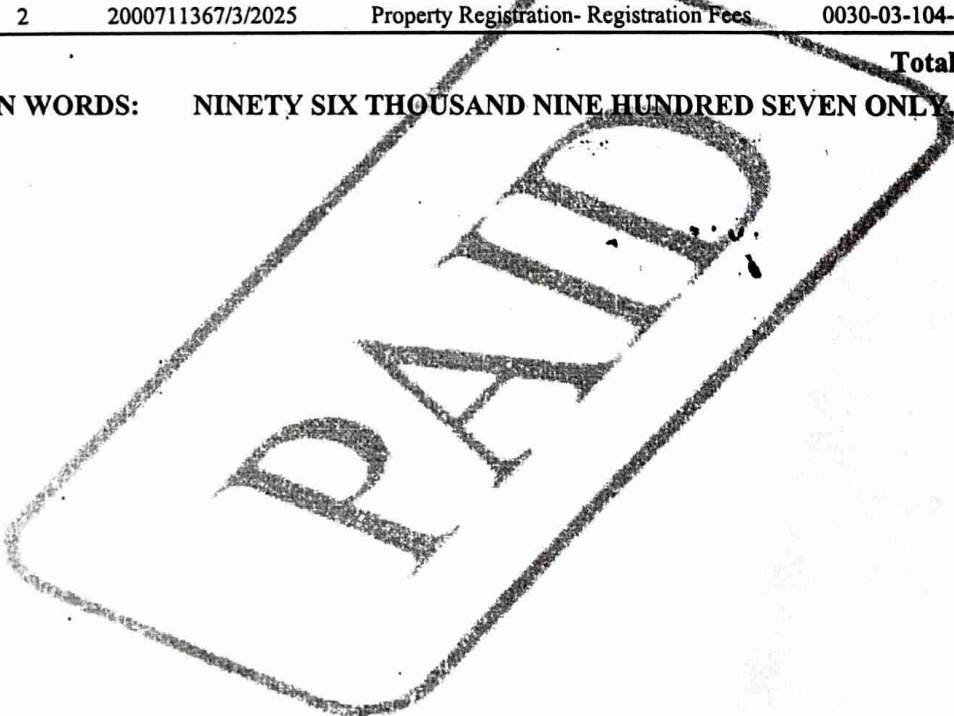 2 2000711367/3/2025 Property Registration- Registration Fees 0030-03-104-
Total
N WORDS: NINETY SIX THOUSAND NINE HUNDRED SEVEN ONLY.
PAID